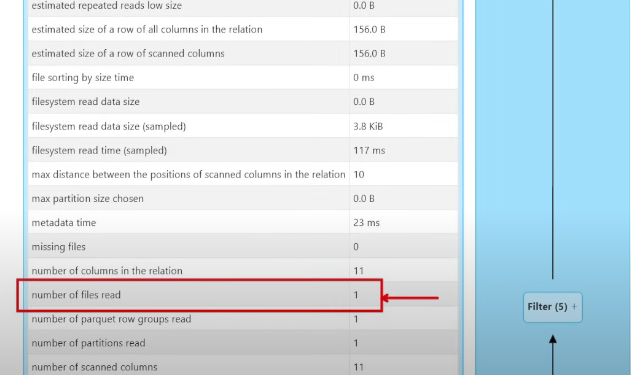 estimated repeated reads low size 0.0 B
estimated size of a row of all columns in the relation 156.0 B
estimated size of a row of scanned columns 156.0 B
file sorting by size time 0 ms
filesystem read data size 0.0 B
filesystem read data size (sampled) 3.8 KiB
filesystem read time (sampled) 117 ms
max distance between the positions of scanned columns in the relation 10
max partition size chosen 0.0 B
metadata time 23 ms
missing files 0
number of columns in the relation 11
number of files read 1
number of parquet row groups read 1
number of partitions read 1
number of scanned columns 11
Filter (5) +